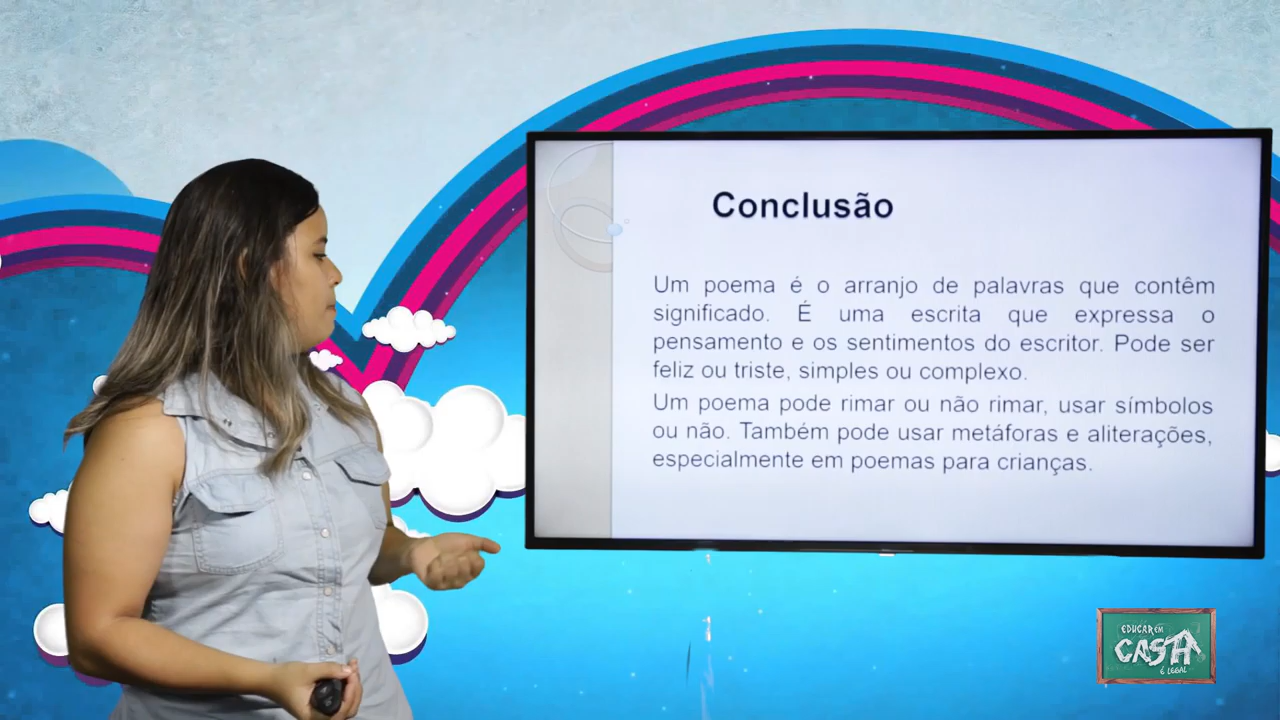 Conclusão
Um poema é o arranjo de palavras que contêm
significado. É uma escrita que expressa o
pensamento e os sentimentos do escritor. Pode ser
feliz ou triste, simples ou complexo.
Um poema pode rimar ou não rimar, usar símbolos
ou não. Também pode usar metáforas e aliterações,
especialmente em poemas para crianças.
EDUCAR EM
CASA
É LEGAL